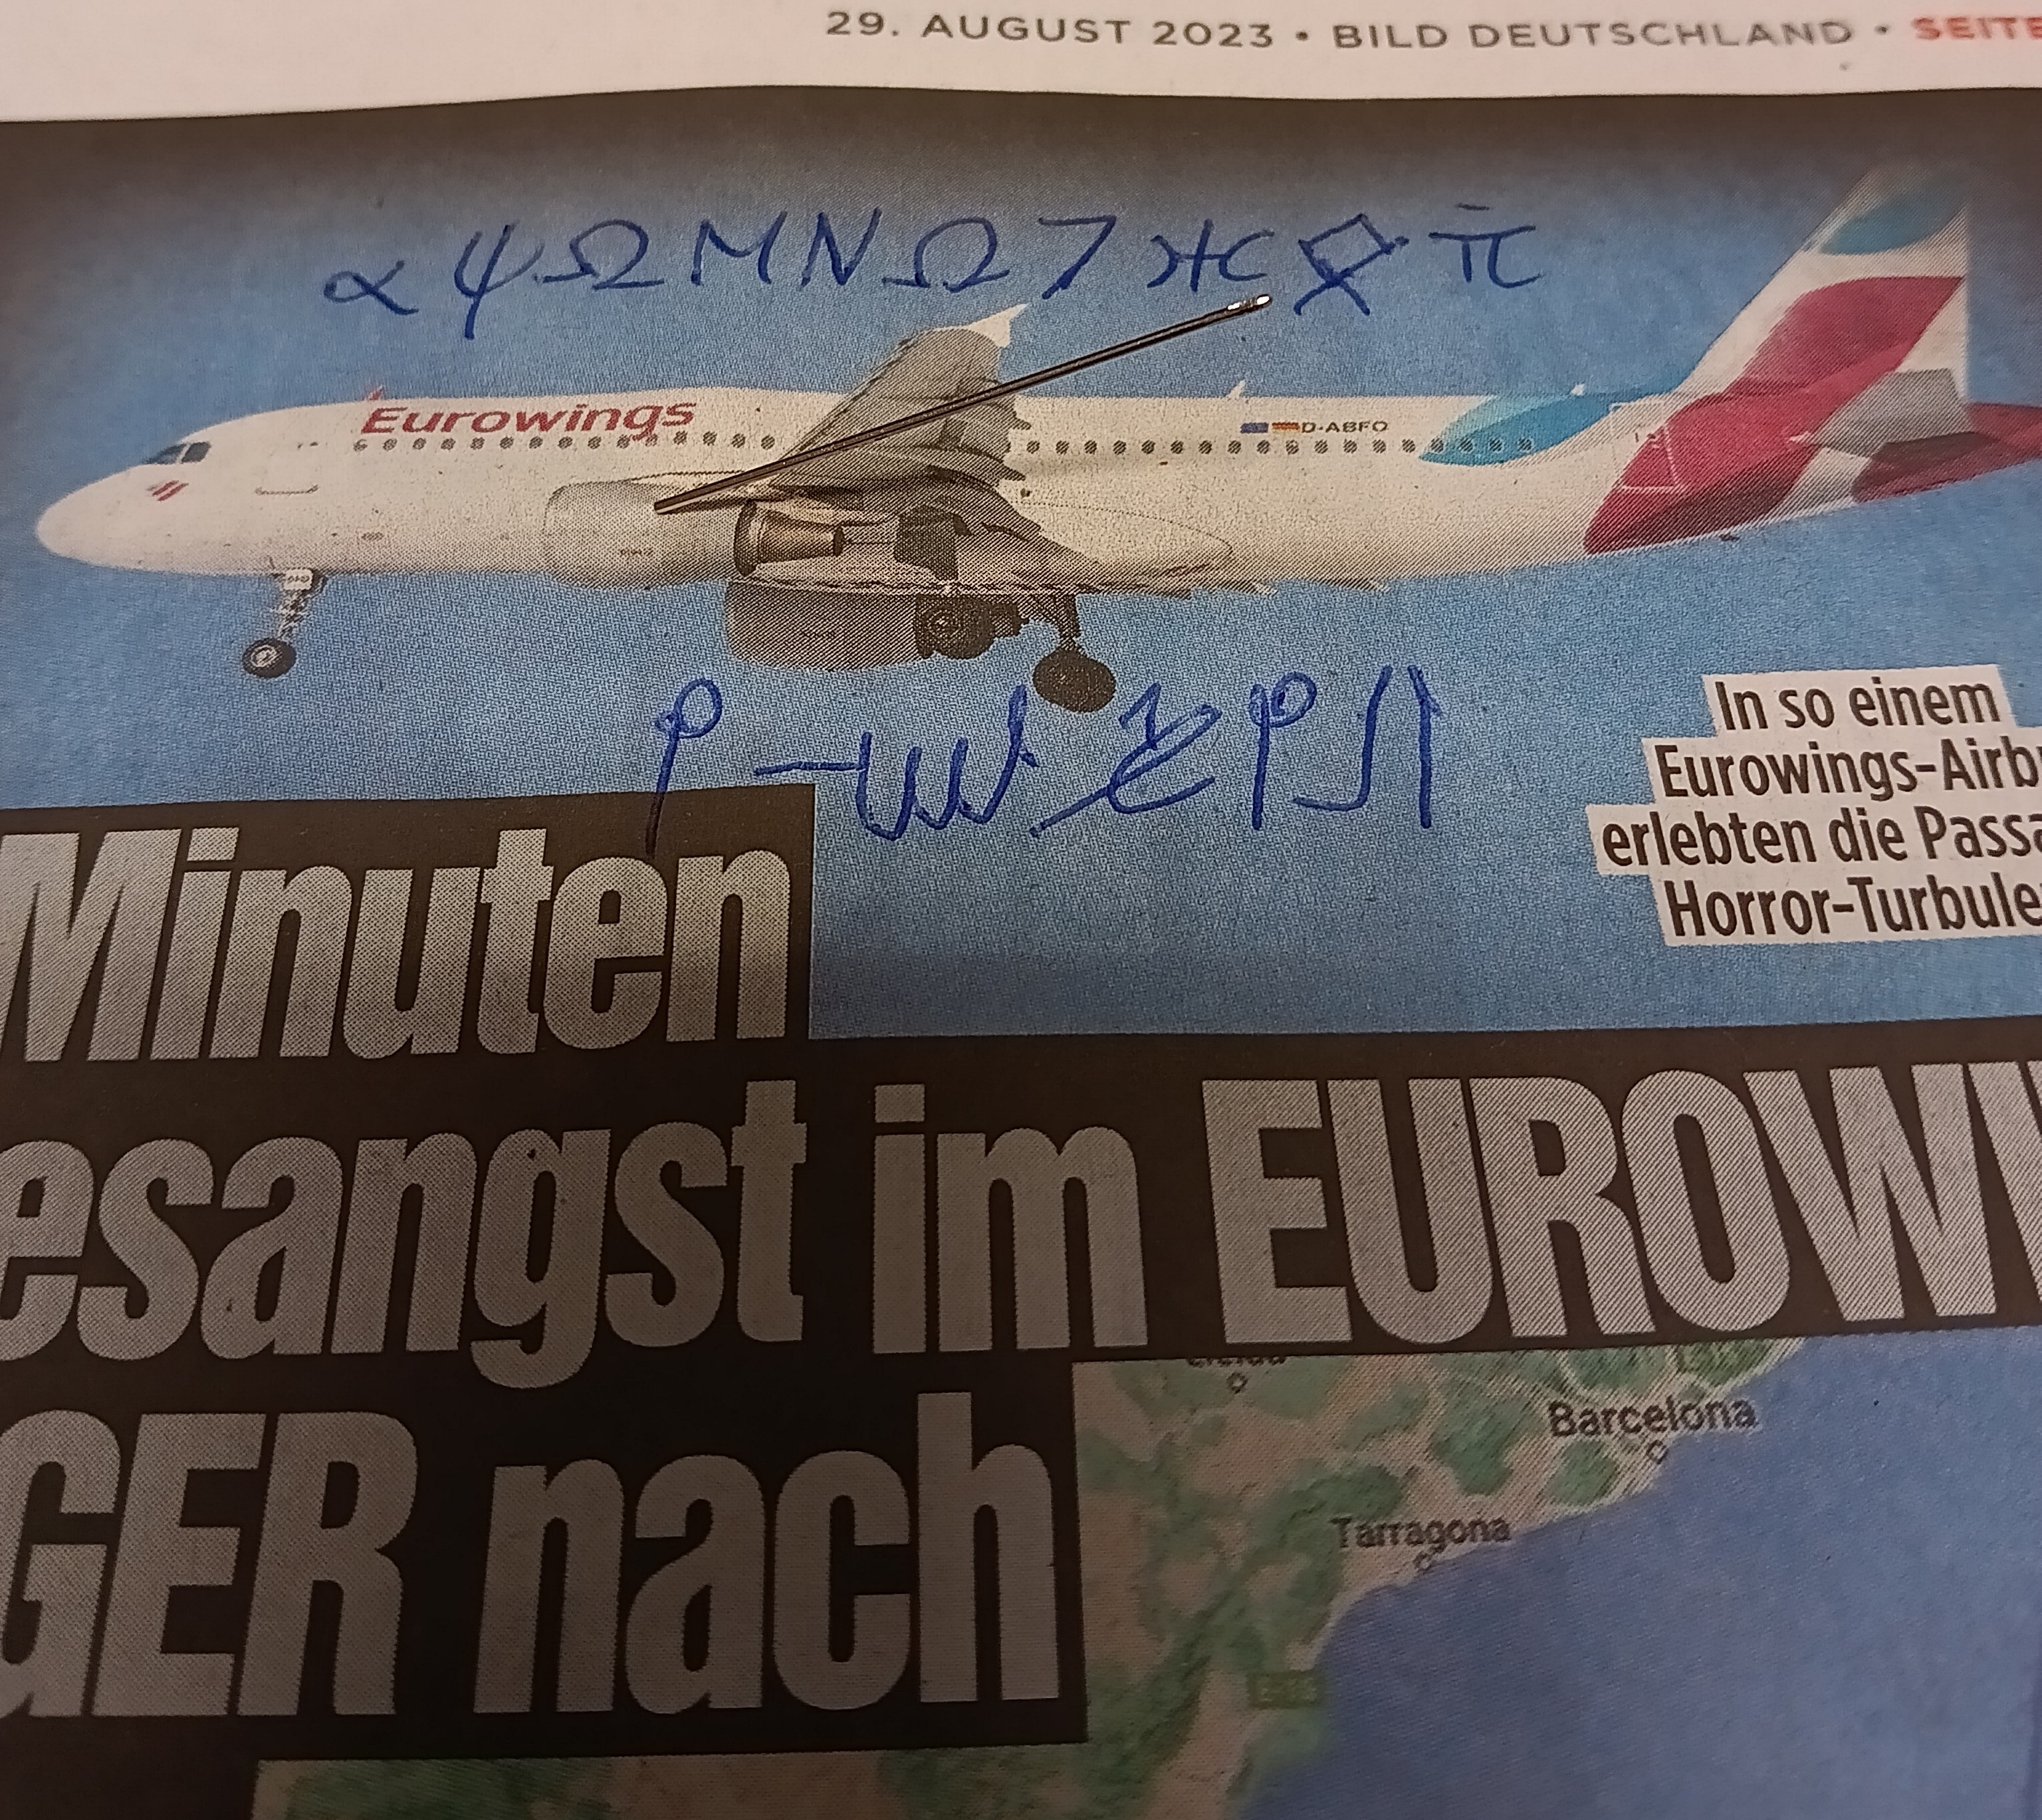 29. AUGUST 2023 • BILD DEUTSCHLAND • SEITE
Eurowings
D-ABFO
In so einem
Eurowings-Airb
erlebten die Passa
Horror-Turbule
Minuten
esangst im EUROWI
GER nach
Barcelona
Tarragona